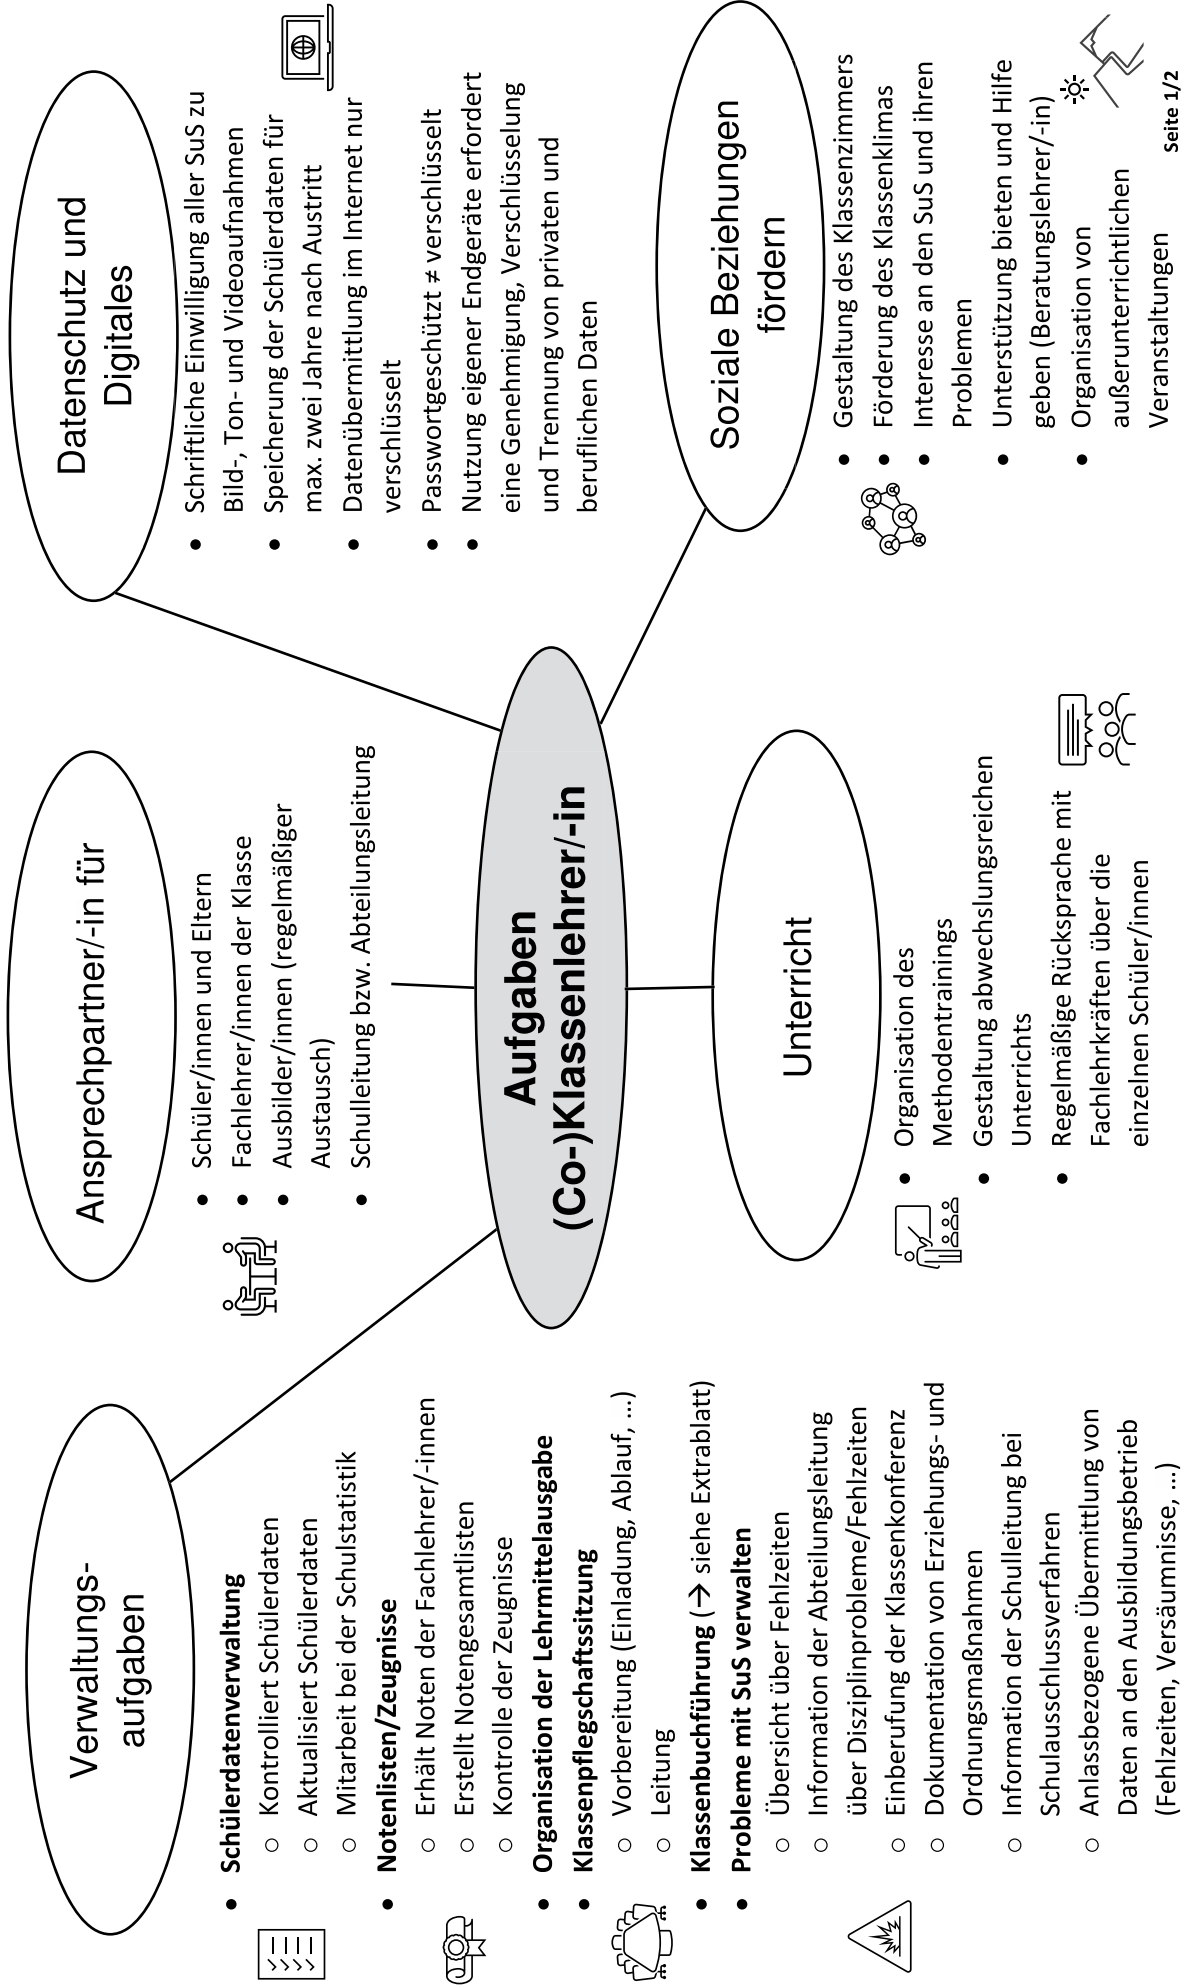 Verwaltungs-
aufgaben
• Schülerdatenverwaltung
○ Kontrolliert Schülerdaten
○ Aktualisiert Schülerdaten
○ Mitarbeit bei der Schulstatistik
• Notenlisten/Zeugnisse
○ Erhält Noten der Fachlehrer/-innen
○ Erstellt Notengesamtlisten
○ Kontrolle der Zeugnisse
• Organisation der Lehrmittelausgabe
• Klassenpflegschaftssitzung
○ Vorbereitung (Einladung, Ablauf, …)
○ Leitung
• Klassenbuchführung (→ siehe Extrablatt)
• Probleme mit SuS verwalten
○ Übersicht über Fehlzeiten
○ Information der Abteilungsleitung
über Disziplinprobleme/Fehlzeiten
○ Einberufung der Klassenkonferenz
○ Dokumentation von Erziehungs- und
Ordnungsmaßnahmen
○ Information der Schulleitung bei
Schulausschlussverfahren
○ Anlassbezogene Übermittlung von
Daten an den Ausbildungsbetrieb
(Fehlzeiten, Versäumnisse, …)
Ansprechpartner/-in für
• Schüler/innen und Eltern
• Fachlehrer/innen der Klasse
• Ausbilder/innen (regelmäßiger
Austausch)
• Schulleitung bzw. Abteilungsleitung
Aufgaben
(Co-)Klassenlehrer/-in
Unterricht
• Organisation des
Methodentrainings
• Gestaltung abwechslungsreichen
Unterrichts
• Regelmäßige Rücksprache mit
Fachlehrkräften über die
einzelnen Schüler/innen
Datenschutz und
Digitales
• Schriftliche Einwilligung aller SuS zu
Bild-, Ton- und Videoaufnahmen
• Speicherung der Schülerdaten für
max. zwei Jahre nach Austritt
• Datenübermittlung im Internet nur
verschlüsselt
• Passwortgeschützt ≠ verschlüsselt
• Nutzung eigener Endgeräte erfordert
eine Genehmigung, Verschlüsselung
und Trennung von privaten und
beruflichen Daten
Soziale Beziehungen
fördern
• Gestaltung des Klassenzimmers
• Förderung des Klassenklimas
• Interesse an den SuS und ihren
Problemen
• Unterstützung bieten und Hilfe
geben (Beratungslehrer/-in)
• Organisation von
außerunterrichtlichen
Veranstaltungen
Seite 1/2